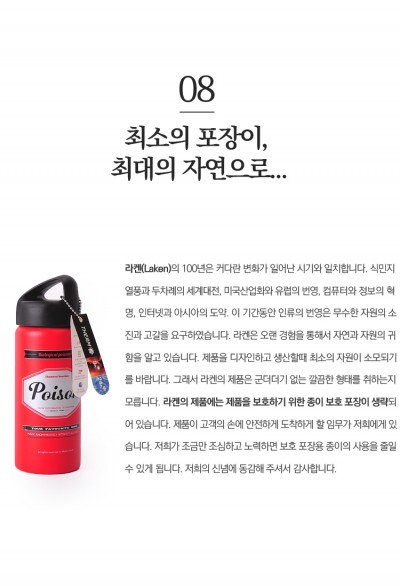 08
최소의 포장이,
최대의 자연으로...
라켄(Laken)의 100년은 커다란 변화가 일어난 시기와 일치합니다. 식민지
열풍과 두차례의 세계대전, 미국산업화와 유럽의 번영, 컴퓨터와 정보의 혁
명, 인터넷과 아시아의 도약. 이 기간동안 인류의 번영은 무수한 자원의 소
진과 고갈을 요구하였습니다. 라켄은 오랜 경험을 통해서 자연과 자원의 귀
함을 알고 있습니다. 제품을 디자인하고 생산할때 최소의 자원이 소모되기
를 바랍니다. 그래서 라켄의 제품은 군더더기 없는 깔끔한 형태를 취하는지
모릅니다. 라켄의 제품에는 제품을 보호하기 위한 종이 보호 포장이 생략되
어 있습니다. 제품이 고객의 손에 안전하게 도착하게 할 임무가 저희에게 있
습니다. 저희가 조금만 조심하고 노력하면 보호 포장용 종이의 사용을 줄일
수 있게 됩니다. 저희의 신념에 동감해 주셔서 감사합니다.
THERM
Poison